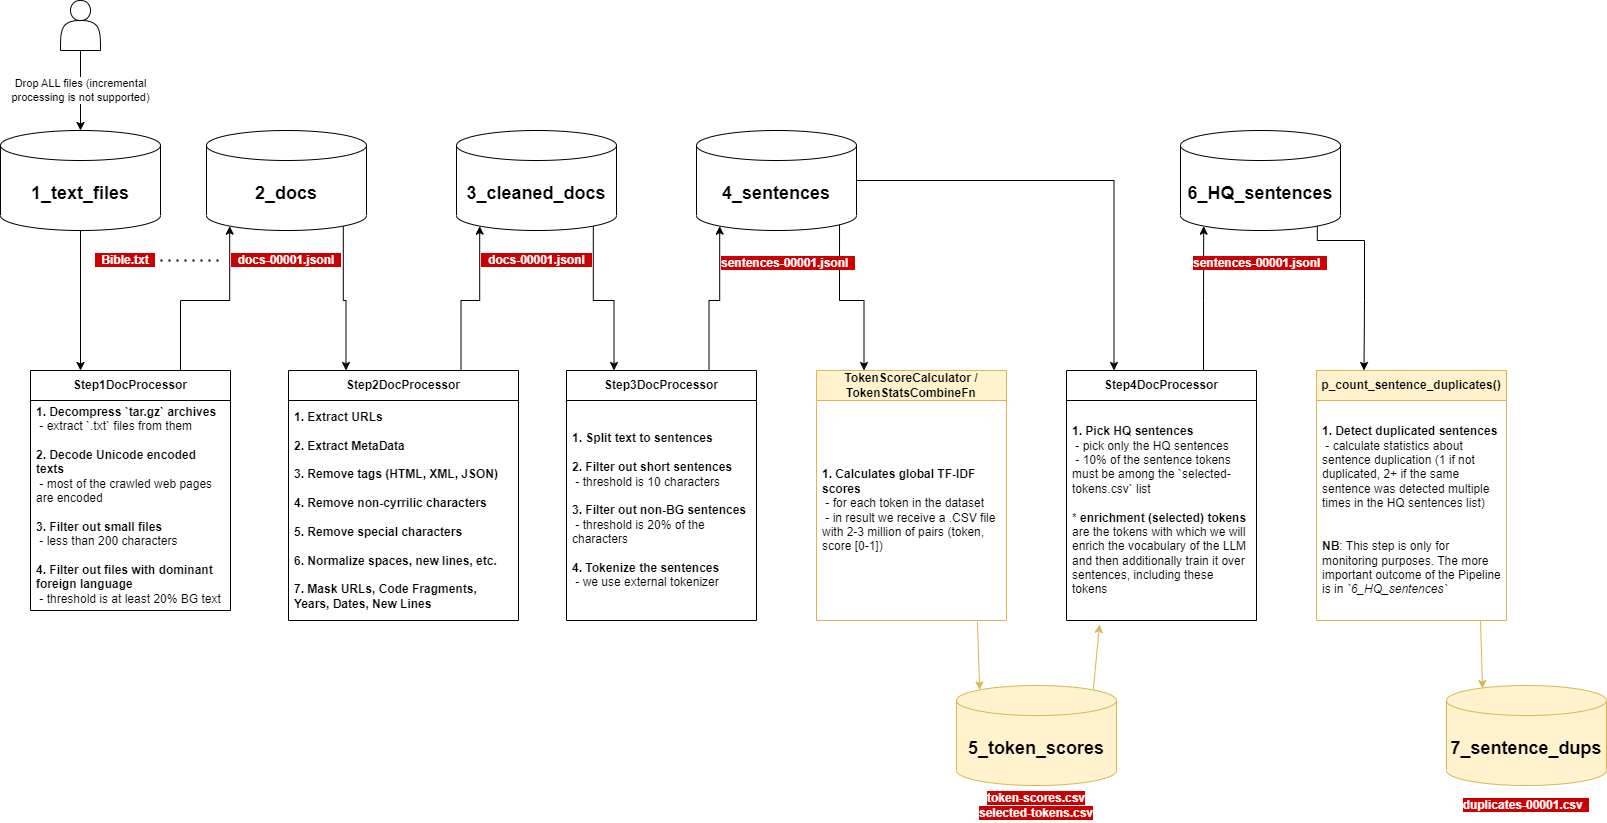 Drop ALL files (incremental
processing is not supported)
1_text_files
2_docs
3_cleaned_docs
4_sentences
6_HQ_sentences
Bible.txt
docs-00001.jsonl
docs-00001.jsonl
sentences-00001.jsonl
sentences-00001.jsonl
Step1DocProcessor
1. Decompress `tar.gz` archives
- extract `.txt` files from them
2. Decode Unicode encoded
texts
- most of the crawled web pages
are encoded
3. Filter out small files
- less than 200 characters
4. Filter out files with dominant
foreign language
- threshold is at least 20% BG text
Step2DocProcessor
1. Extract URLs
2. Extract MetaData
3. Remove tags (HTML, XML, JSON)
4. Remove non-cyrrilic characters
5. Remove special characters
6. Normalize spaces, new lines, etc.
7. Mask URLs, Code Fragments,
Years, Dates, New Lines
Step3DocProcessor
1. Split text to sentences
2. Filter out short sentences
- threshold is 10 characters
3. Filter out non-BG sentences
- threshold is 20% of the
characters
4. Tokenize the sentences
- we use external tokenizer
TokenScoreCalculator /
TokenStatsCombineFn
1. Calculates global TF-IDF
scores
- for each token in the dataset
- in result we receive a .CSV file
with 2-3 million of pairs (token,
score [0-1])
Step4DocProcessor
1. Pick HQ sentences
- pick only the HQ sentences
- 10% of the sentence tokens
must be among the `selected-
tokens.csv` list
* enrichment (selected) tokens
are the tokens with which we will
enrich the vocabulary of the LLM
and then additionally train it over
sentences, including these
tokens
p_count_sentence_duplicates()
1. Detect duplicated sentences
- calculate statistics about
sentence duplication (1 if not
duplicated, 2+ if the same
sentence was detected multiple
times in the HQ sentences list)
NB: This step is only for
monitoring purposes. The more
important outcome of the Pipeline
is in `6_HQ_sentences`
5_token_scores
token-scores.csv
selected-tokens.csv
7_sentence_dups
duplicates-00001.csv